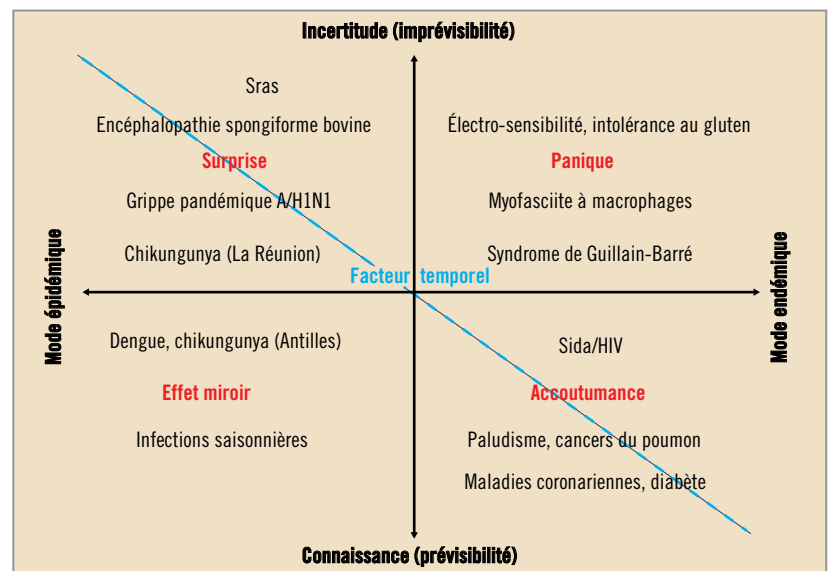 Incertitude (imprévisibilité)
Sras
Encéphalopathie spongiforme bovine
Surprise
Grippe pandémique A/H1N1
Chikungunya (La Réunion)
Électro-sensibilité, intolérance au gluten
Panique
Myofasciite à macrophages
Syndrome de Guillain-Barré
Facteur temporel
Mode épidémique
Mode endémique
Dengue, chikungunya (Antilles)
Effet miroir
Infections saisonnières
Sida/HIV
Accoutumance
Paludisme, cancers du poumon
Maladies coronariennes, diabète
Connaissance (prévisibilité)